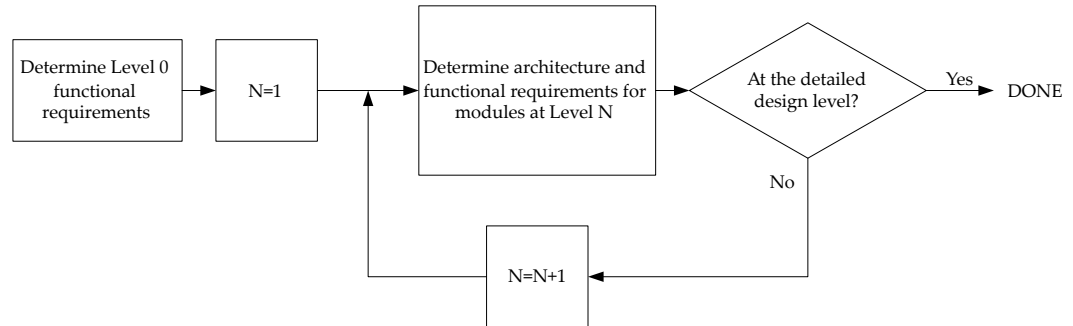 Determine Level 0
functional
requirements
N=1
Determine architecture and
functional requirements for
modules at Level N
At the detailed
design level?
Yes
DONE
No
N=N+1